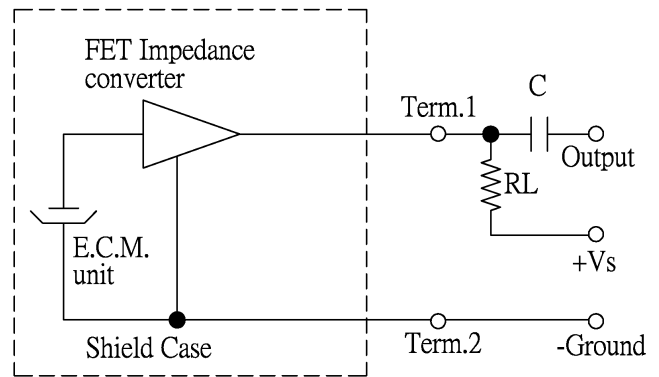 FET Impedance
converter
Term.1
C
Output
RL
+Vs
E.C.M.
unit
Shield Case
Term.2
-Ground